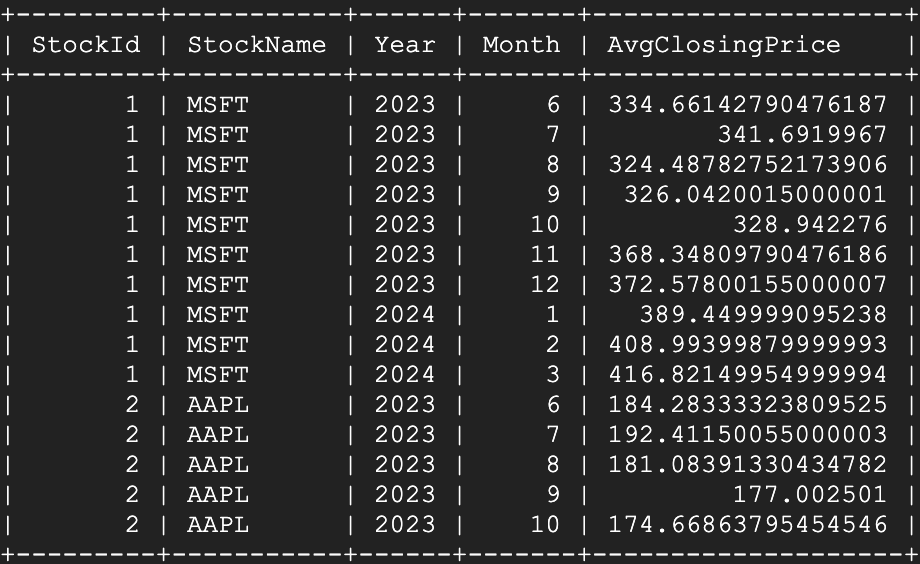 +---------+-----------+------+-------+--------------------+
| StockId | StockName | Year | Month | AvgClosingPrice    |
+---------+-----------+------+-------+--------------------+
|       1 | MSFT      | 2023 |     6 | 334.66142790476187 |
|       1 | MSFT      | 2023 |     7 |        341.6919967 |
|       1 | MSFT      | 2023 |     8 | 324.48782752173906 |
|       1 | MSFT      | 2023 |     9 |  326.0420015000001 |
|       1 | MSFT      | 2023 |    10 |         328.942276 |
|       1 | MSFT      | 2023 |    11 | 368.34809790476186 |
|       1 | MSFT      | 2023 |    12 | 372.57800155000007 |
|       1 | MSFT      | 2024 |     1 |   389.449999095238 |
|       1 | MSFT      | 2024 |     2 | 408.99399879999993 |
|       1 | MSFT      | 2024 |     3 | 416.82149954999994 |
|       2 | AAPL      | 2023 |     6 | 184.28333323809525 |
|       2 | AAPL      | 2023 |     7 | 192.41150055000003 |
|       2 | AAPL      | 2023 |     8 | 181.08391330434782 |
|       2 | AAPL      | 2023 |     9 |         177.002501 |
|       2 | AAPL      | 2023 |    10 | 174.66863795454546 |
+---------+-----------+------+-------+--------------------+